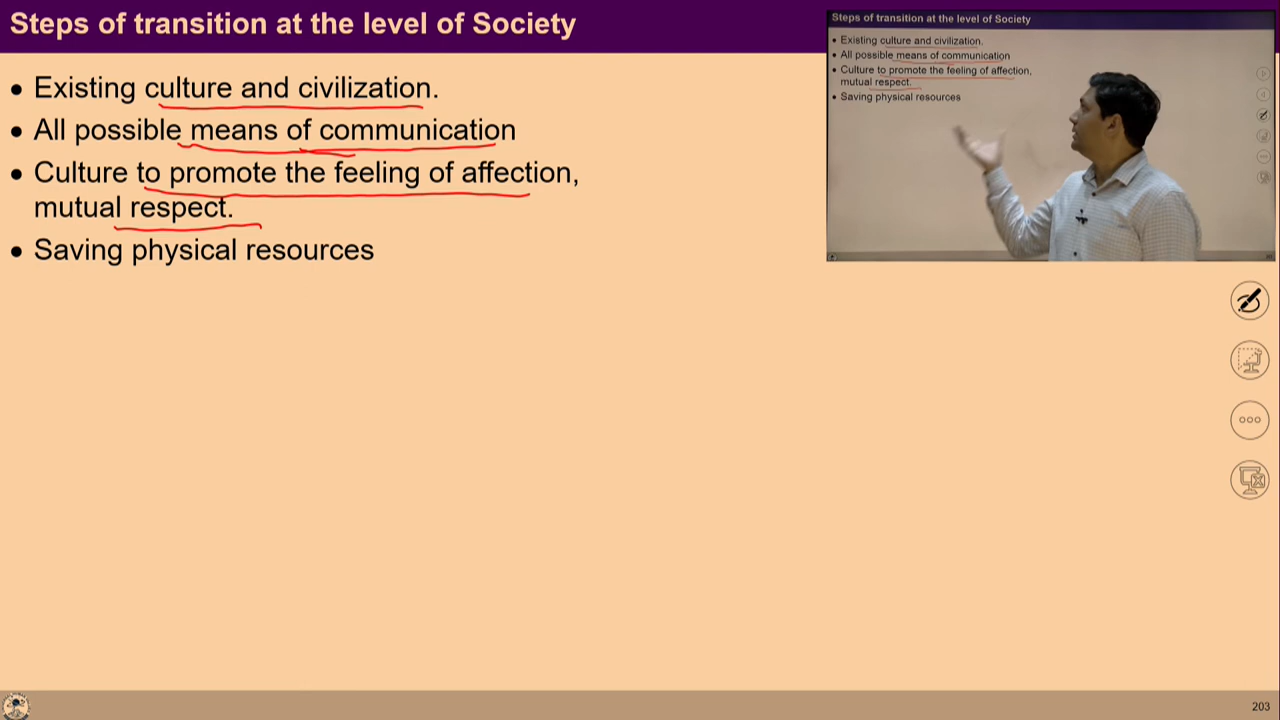 Steps of transition at the level of Society
• Existing culture and civilization.
• All possible means of communication
• Culture to promote the feeling of affection,
mutual respect.
• Saving physical resources
Steps of transition at the level of Society
• Existing culture and civilization.
• All possible means of communication
• Culture to promote the feeling of affection,
mutual respect.
• Saving physical resources
203